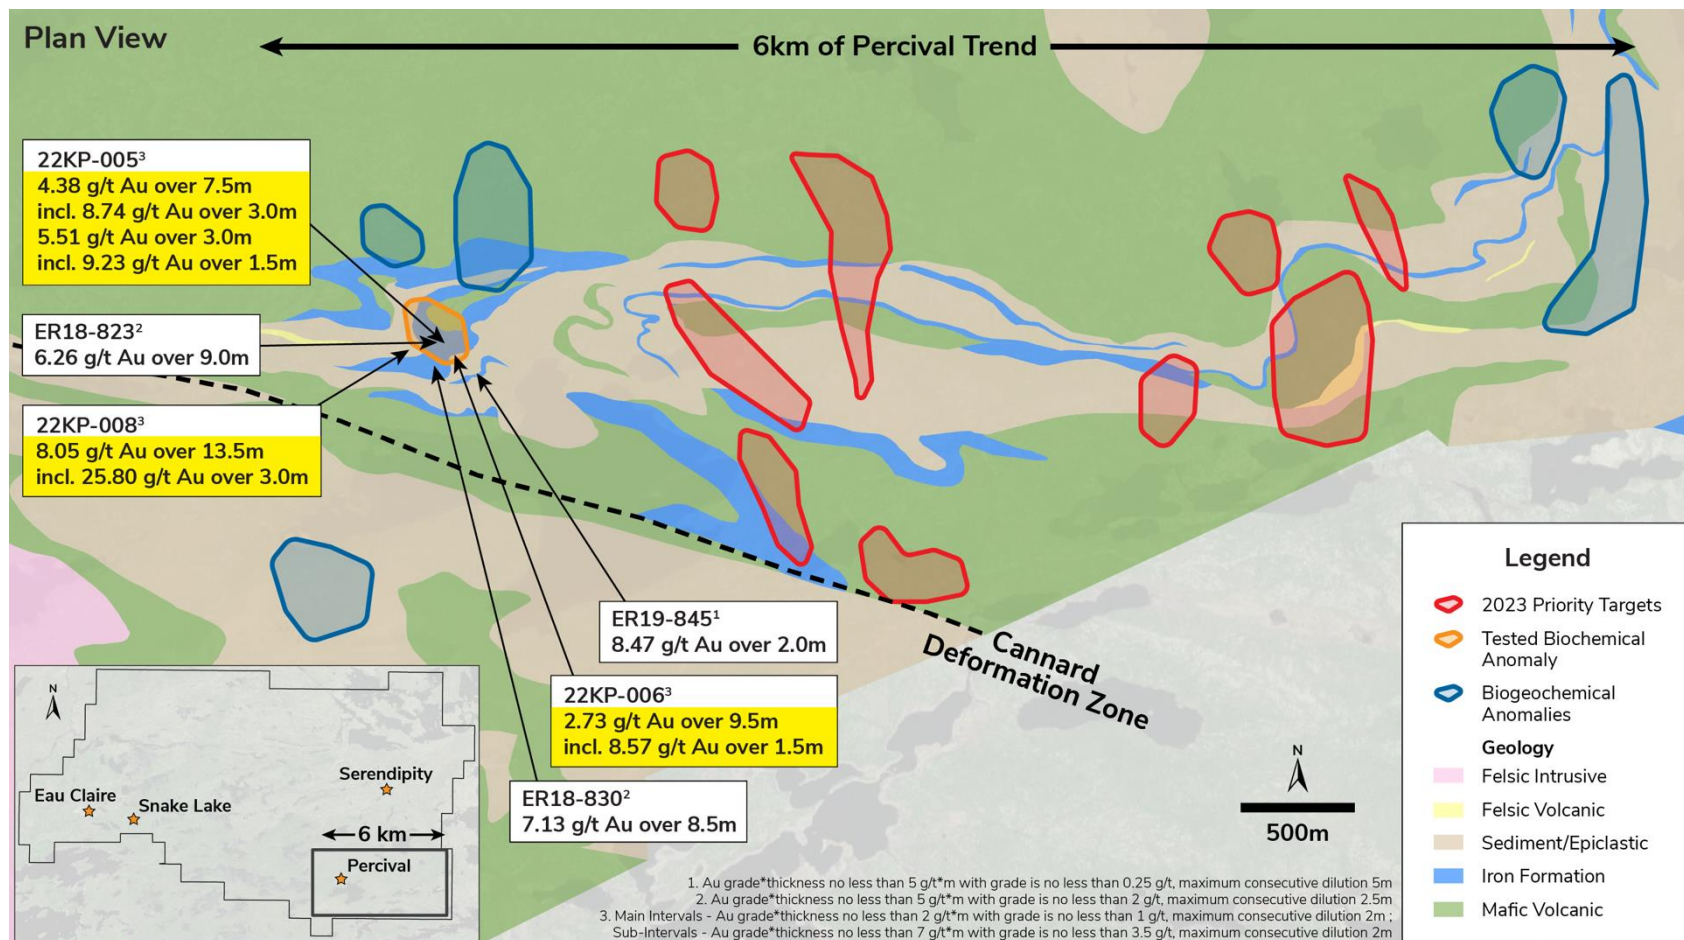 Plan View
6km of Percival Trend
22KP-005³
4.38 g/t Au over 7.5m
incl. 8.74 g/t Au over 3.0m
5.51 g/t Au over 3.0m
incl. 9.23 g/t Au over 1.5m
ER18-823²
6.26 g/t Au over 9.0m
22KP-008³
8.05 g/t Au over 13.5m
incl. 25.80 g/t Au over 3.0m
ER19-845¹
8.47 g/t Au over 2.0m
22KP-006³
2.73 g/t Au over 9.5m
incl. 8.57 g/t Au over 1.5m
ER18-830²
7.13 g/t Au over 8.5m
Cannard
Deformation Zone
N
500m
Legend
2023 Priority Targets
Tested Biochemical
Anomaly
Biogeochemical
Anomalies
Geology
Felsic Intrusive
Felsic Volcanic
Sediment/Epiclastic
Iron Formation
Mafic Volcanic
N
Eau Claire
Snake Lake
Serendipity
6 km
Percival
1. Au grade*thickness no less than 5 g/t*m with grade is no less than 0.25 g/t, maximum consecutive dilution 5m
2. Au grade*thickness no less than 5 g/t*m with grade is no less than 2 g/t, maximum consecutive dilution 2.5m
3. Main Intervals - Au grade*thickness no less than 2 g/t*m with grade is no less than 1 g/t, maximum consecutive dilution 2m ;
Sub-Intervals - Au grade*thickness no less than 7 g/t*m with grade is no less than 3.5 g/t, maximum consecutive dilution 2m